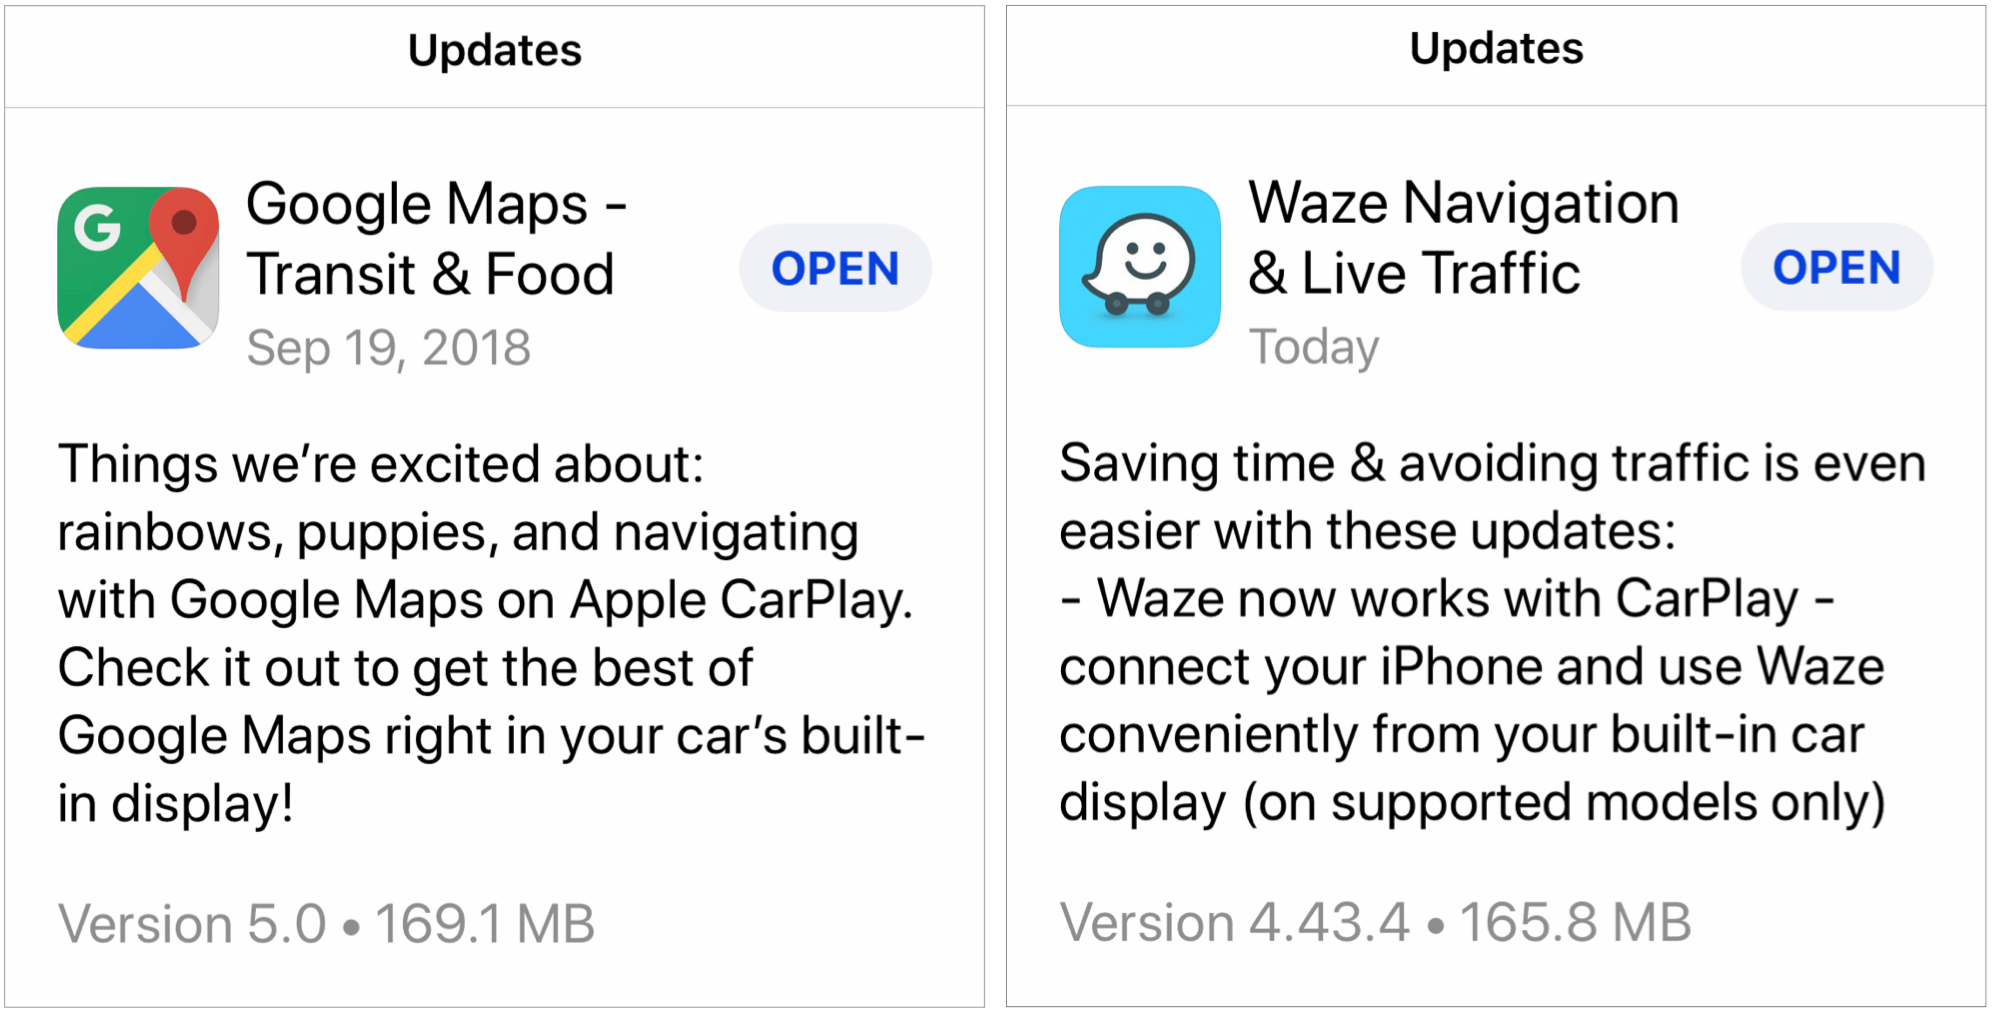 Updates
G
Google Maps -
Transit & Food
Sep 19, 2018
OPEN
Things we’re excited about:
rainbows, puppies, and navigating
with Google Maps on Apple CarPlay.
Check it out to get the best of
Google Maps right in your car’s built-
in display!
Version 5.0 • 169.1 MB
Updates
Waze Navigation
& Live Traffic
Today
OPEN
Saving time & avoiding traffic is even
easier with these updates:
- Waze now works with CarPlay -
connect your iPhone and use Waze
conveniently from your built-in car
display (on supported models only)
Version 4.43.4 • 165.8 MB